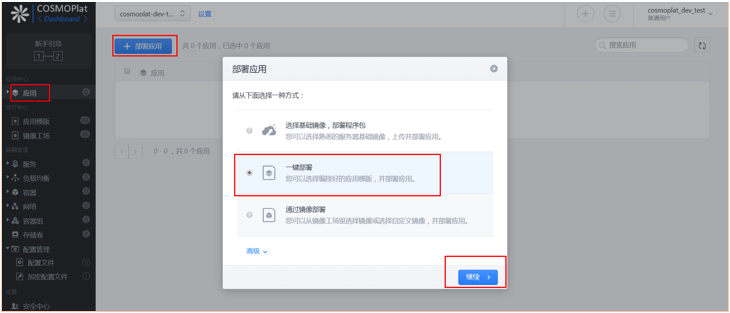 COSMOPlat
‹ Dashboard ›
cosmoplat-dev-t...
设置
cosmoplat_dev_test
普通用户
新手引导
1
2
+ 部署应用
共 0 个应用，已选中 0 个应用
搜索应用
应用
应用
应用模版
镜像工场
服务
负载均衡
容器
网络
容器组
存储卷
配置管理
配置文件
加密配置文件
安全中心
0 - 0 ，共 0 个应用
部署应用
请从下面选择一种方式：
选择基础镜像，部署程序包
您可以选择熟悉的服务器基础镜像，上传并部署应用。
一键部署
您可以选择编排好的应用模版，并部署应用。
通过镜像部署
您可以从镜像工场挑选镜像或选择自定义镜像，并部署应用。
高级
继续